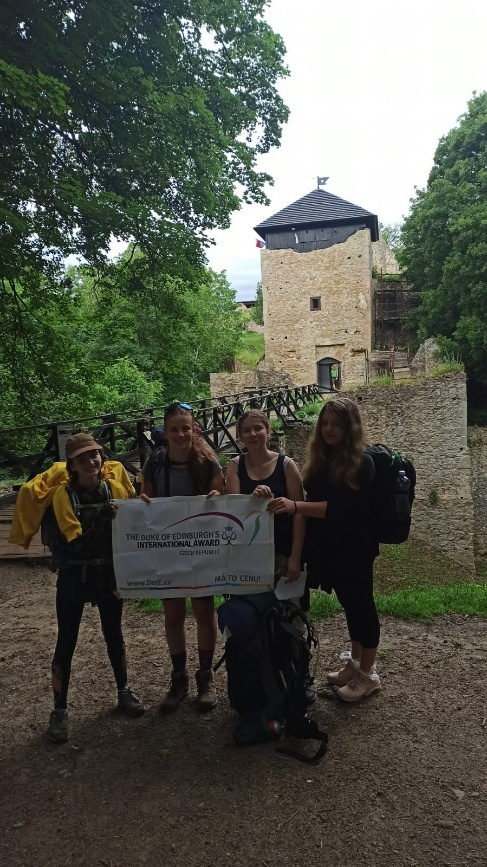 THE DUKE OF EDINBURGH'S
INTERNATIONAL AWARD
CZECH REPUBLIC
www.DofE.cz
MÁ TO CENU!